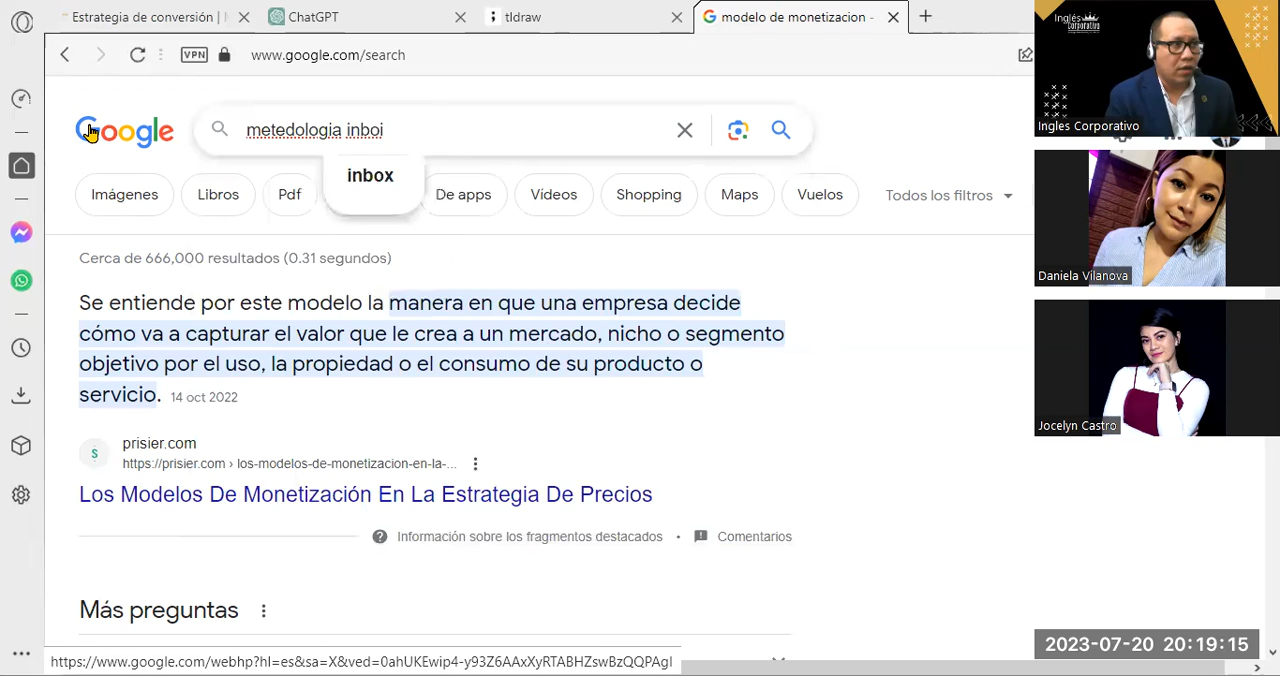 Estrategia de conversión |
ChatGPT
tldraw
modelo de monetizacion -
VPN
www.google.com/search
Google
metedologia inboi
inbox
Imágenes
Libros
Pdf
De apps
Vídeos
Shopping
Maps
Vuelos
Todos los filtros
Cerca de 666,000 resultados (0.31 segundos)
Se entiende por este modelo la manera en que una empresa decide
cómo va a capturar el valor que le crea a un mercado, nicho o segmento
objetivo por el uso, la propiedad o el consumo de su producto o
servicio. 14 oct 2022
S
prisier.com
https://prisier.com › los-modelos-de-monetizacion-en-la-...
Los Modelos De Monetización En La Estrategia De Precios
Información sobre los fragmentos destacados
Comentarios
Más preguntas
https://www.google.com/webhp?hl=es&sa=X&ved=0ahUKEwip4-y93Z6AAxXyRTABHZswBzQQPAgI
Inglés
Corporativo
Ingles Corporativo
Daniela Vilanova
Jocelyn Castro
2023-07-20 20:19:15